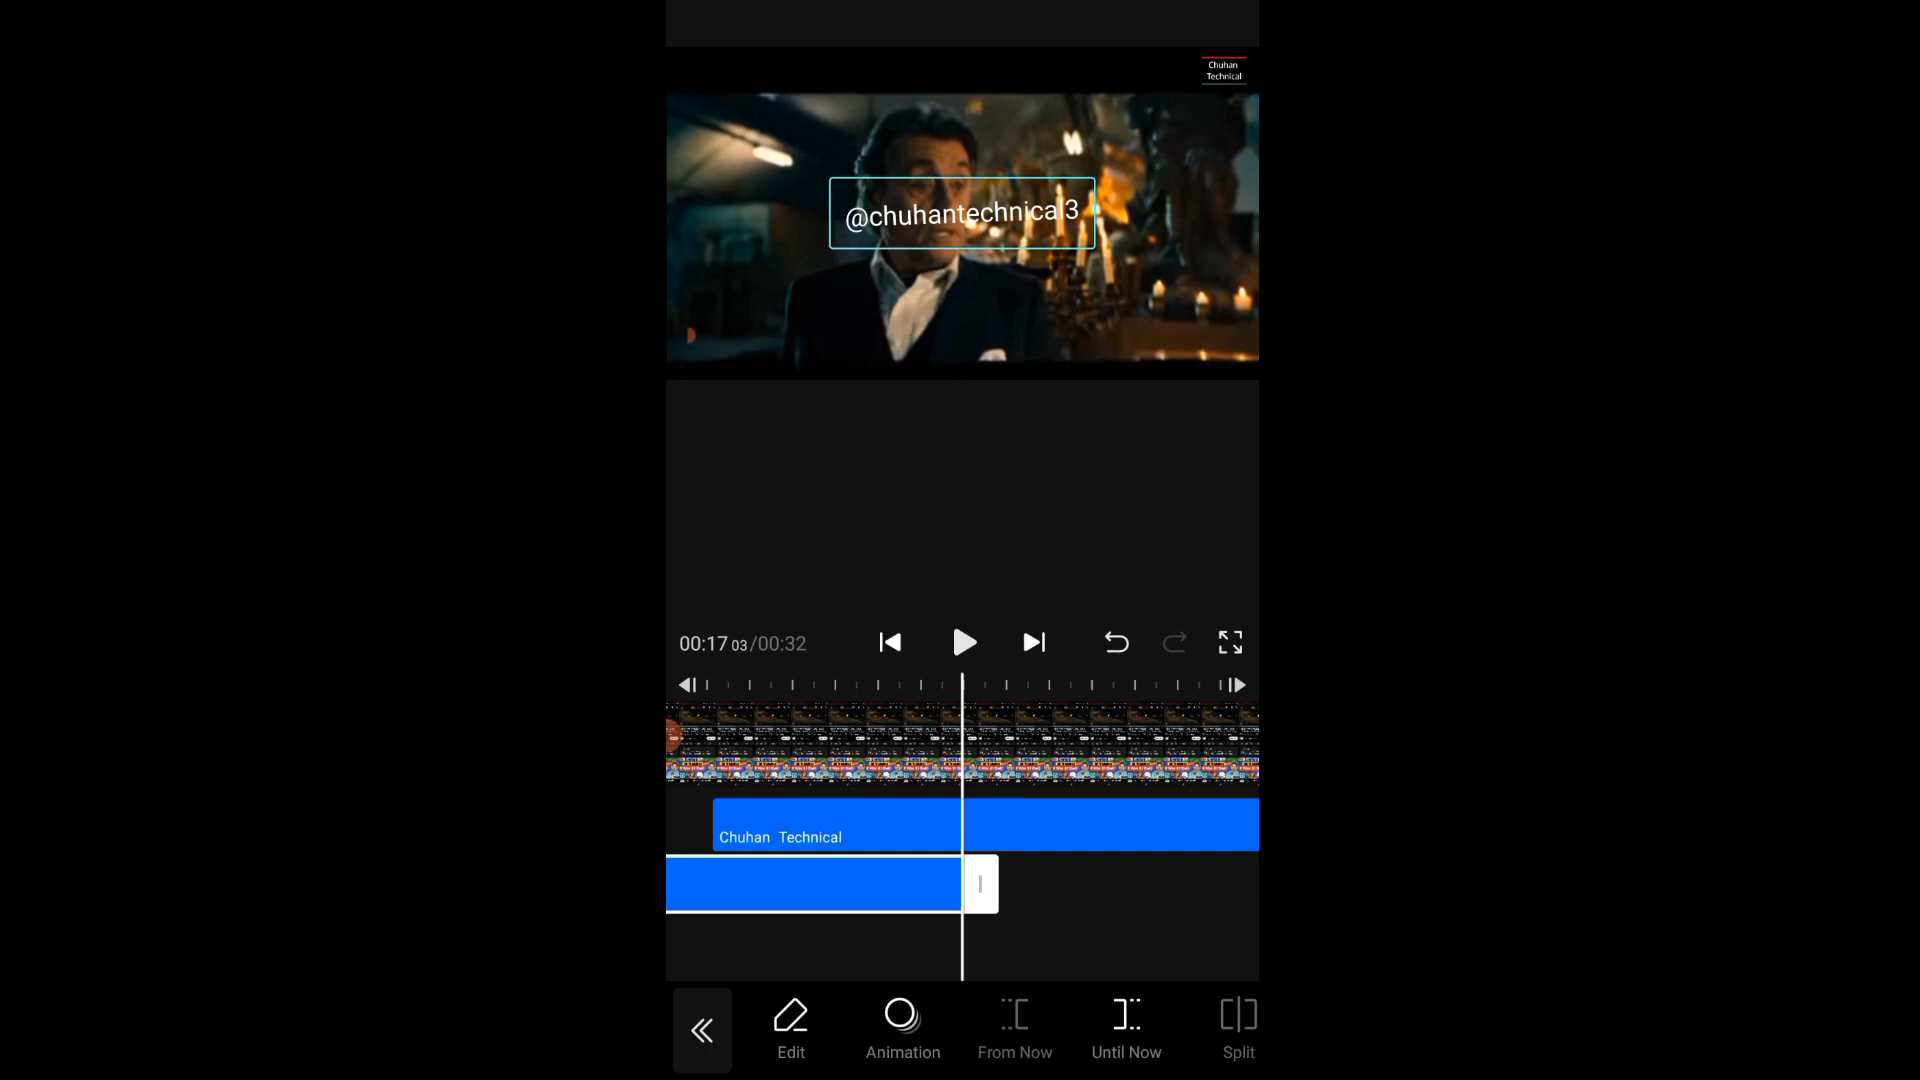 Chuhan
Technical
@chuhantechnical3
00:17 03/00:32
Chuhan Technical
Edit
Animation
From Now
Until Now
Split